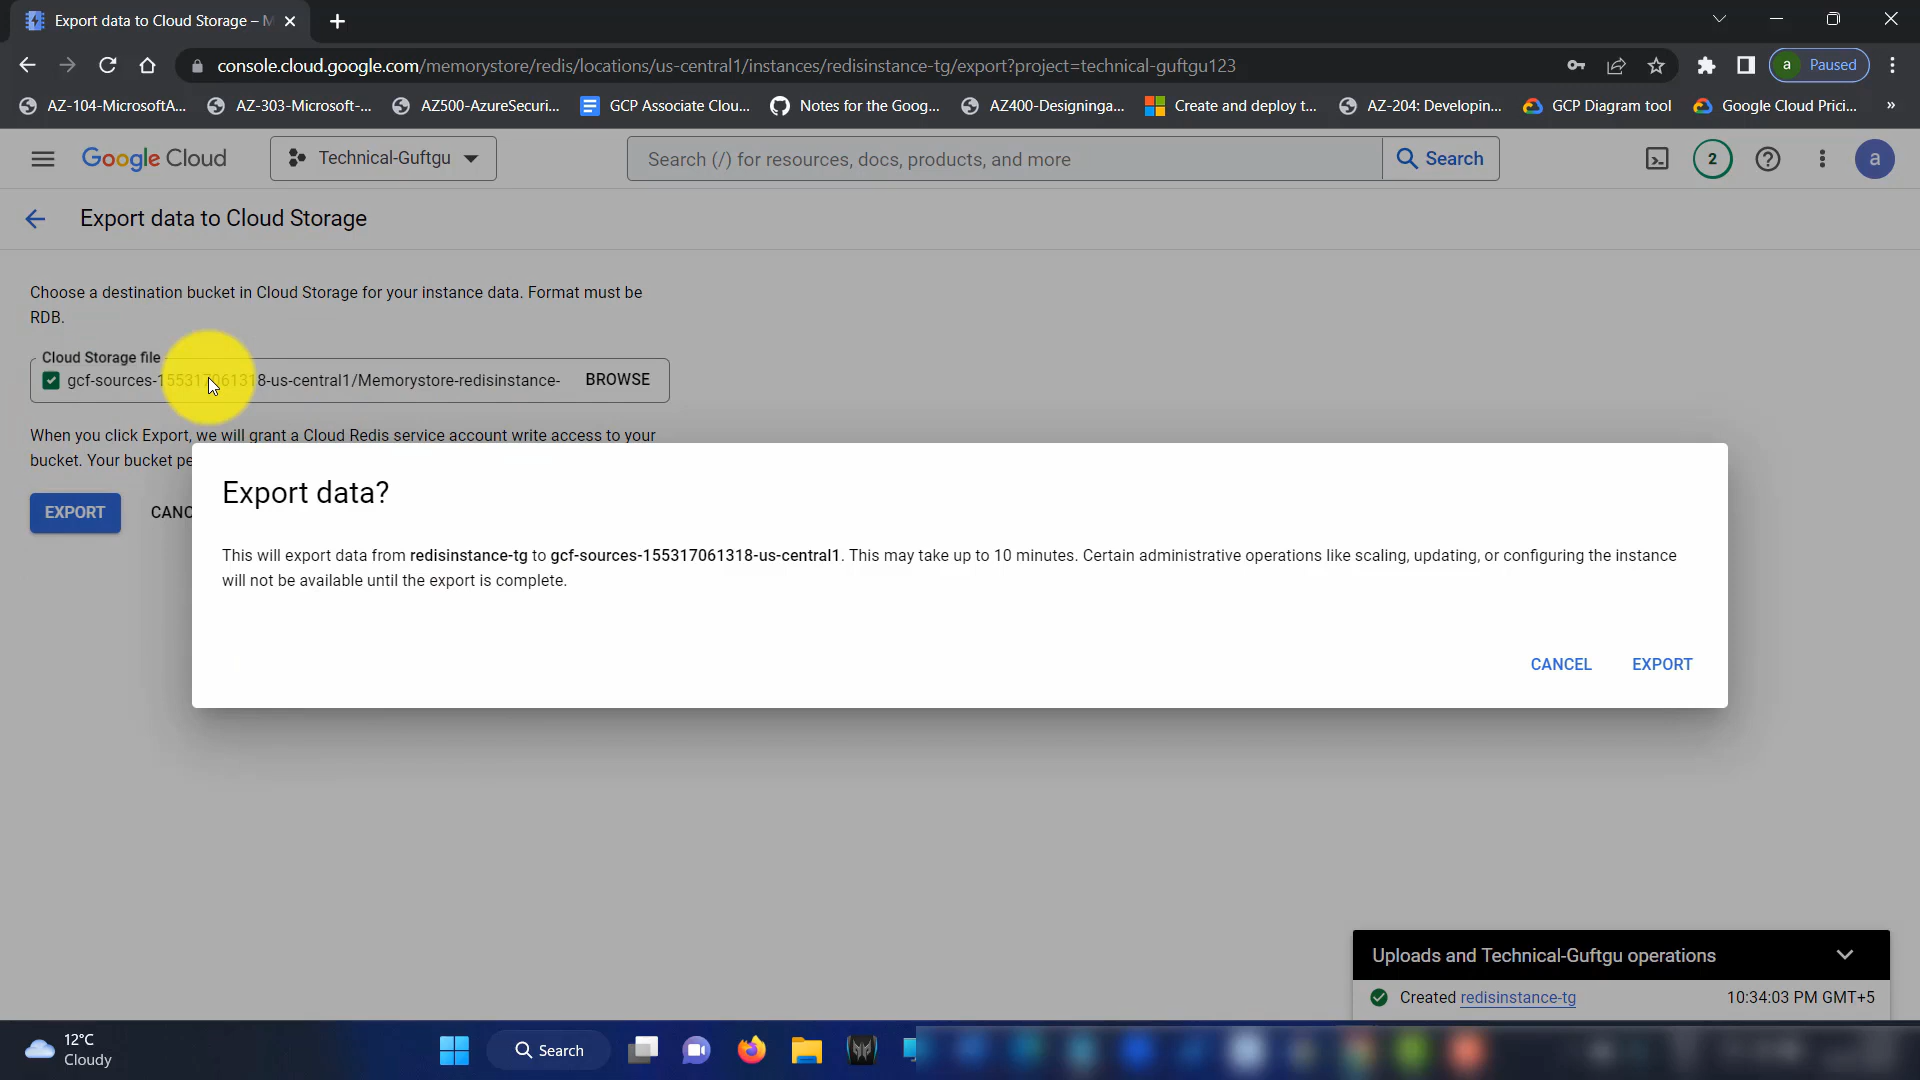 Export data to Cloud Storage – M
console.cloud.google.com/memorystore/redis/locations/us-central1/instances/redisinstance-tg/export?project=technical-guftgu123
a Paused
AZ-104-MicrosoftA...
AZ-303-Microsoft-...
AZ500-AzureSecuri...
GCP Associate Clou...
Notes for the Goog...
AZ400-Designinga...
Create and deploy t...
AZ-204: Developin...
GCP Diagram tool
Google Cloud Prici...
»
Google Cloud
Technical-Guftgu
Search (/) for resources, docs, products, and more
Search
2
a
Export data to Cloud Storage
Choose a destination bucket in Cloud Storage for your instance data. Format must be
RDB.
Cloud Storage file
gcf-sources-155317061318-us-central1/Memorystore-redisinstance-
BROWSE
When you click Export, we will grant a Cloud Redis service account write access to your
bucket. Your bucket pe
EXPORT
CANC
Export data?
This will export data from redisinstance-tg to gcf-sources-155317061318-us-central1. This may take up to 10 minutes. Certain administrative operations like scaling, updating, or configuring the instance
will not be available until the export is complete.
CANCEL
EXPORT
Uploads and Technical-Guftgu operations
Created redisinstance-tg
10:34:03 PM GMT+5
12°C
Cloudy
Search